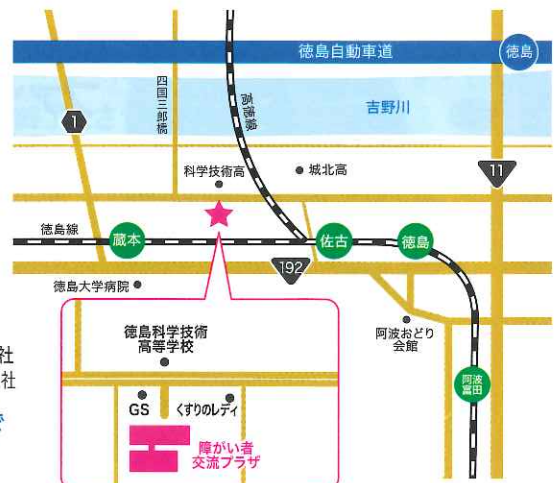 徳島自動車道
徳島
吉野川
四国三郎橋
高徳線
1
11
科学技術高
城北高
徳島線
蔵本
佐古
徳島
192
徳島大学病院
阿波おどり
会館
阿波
富田
徳島科学技術
高等学校
GS
くすりのレディ
障がい者
交流プラザ
社
社